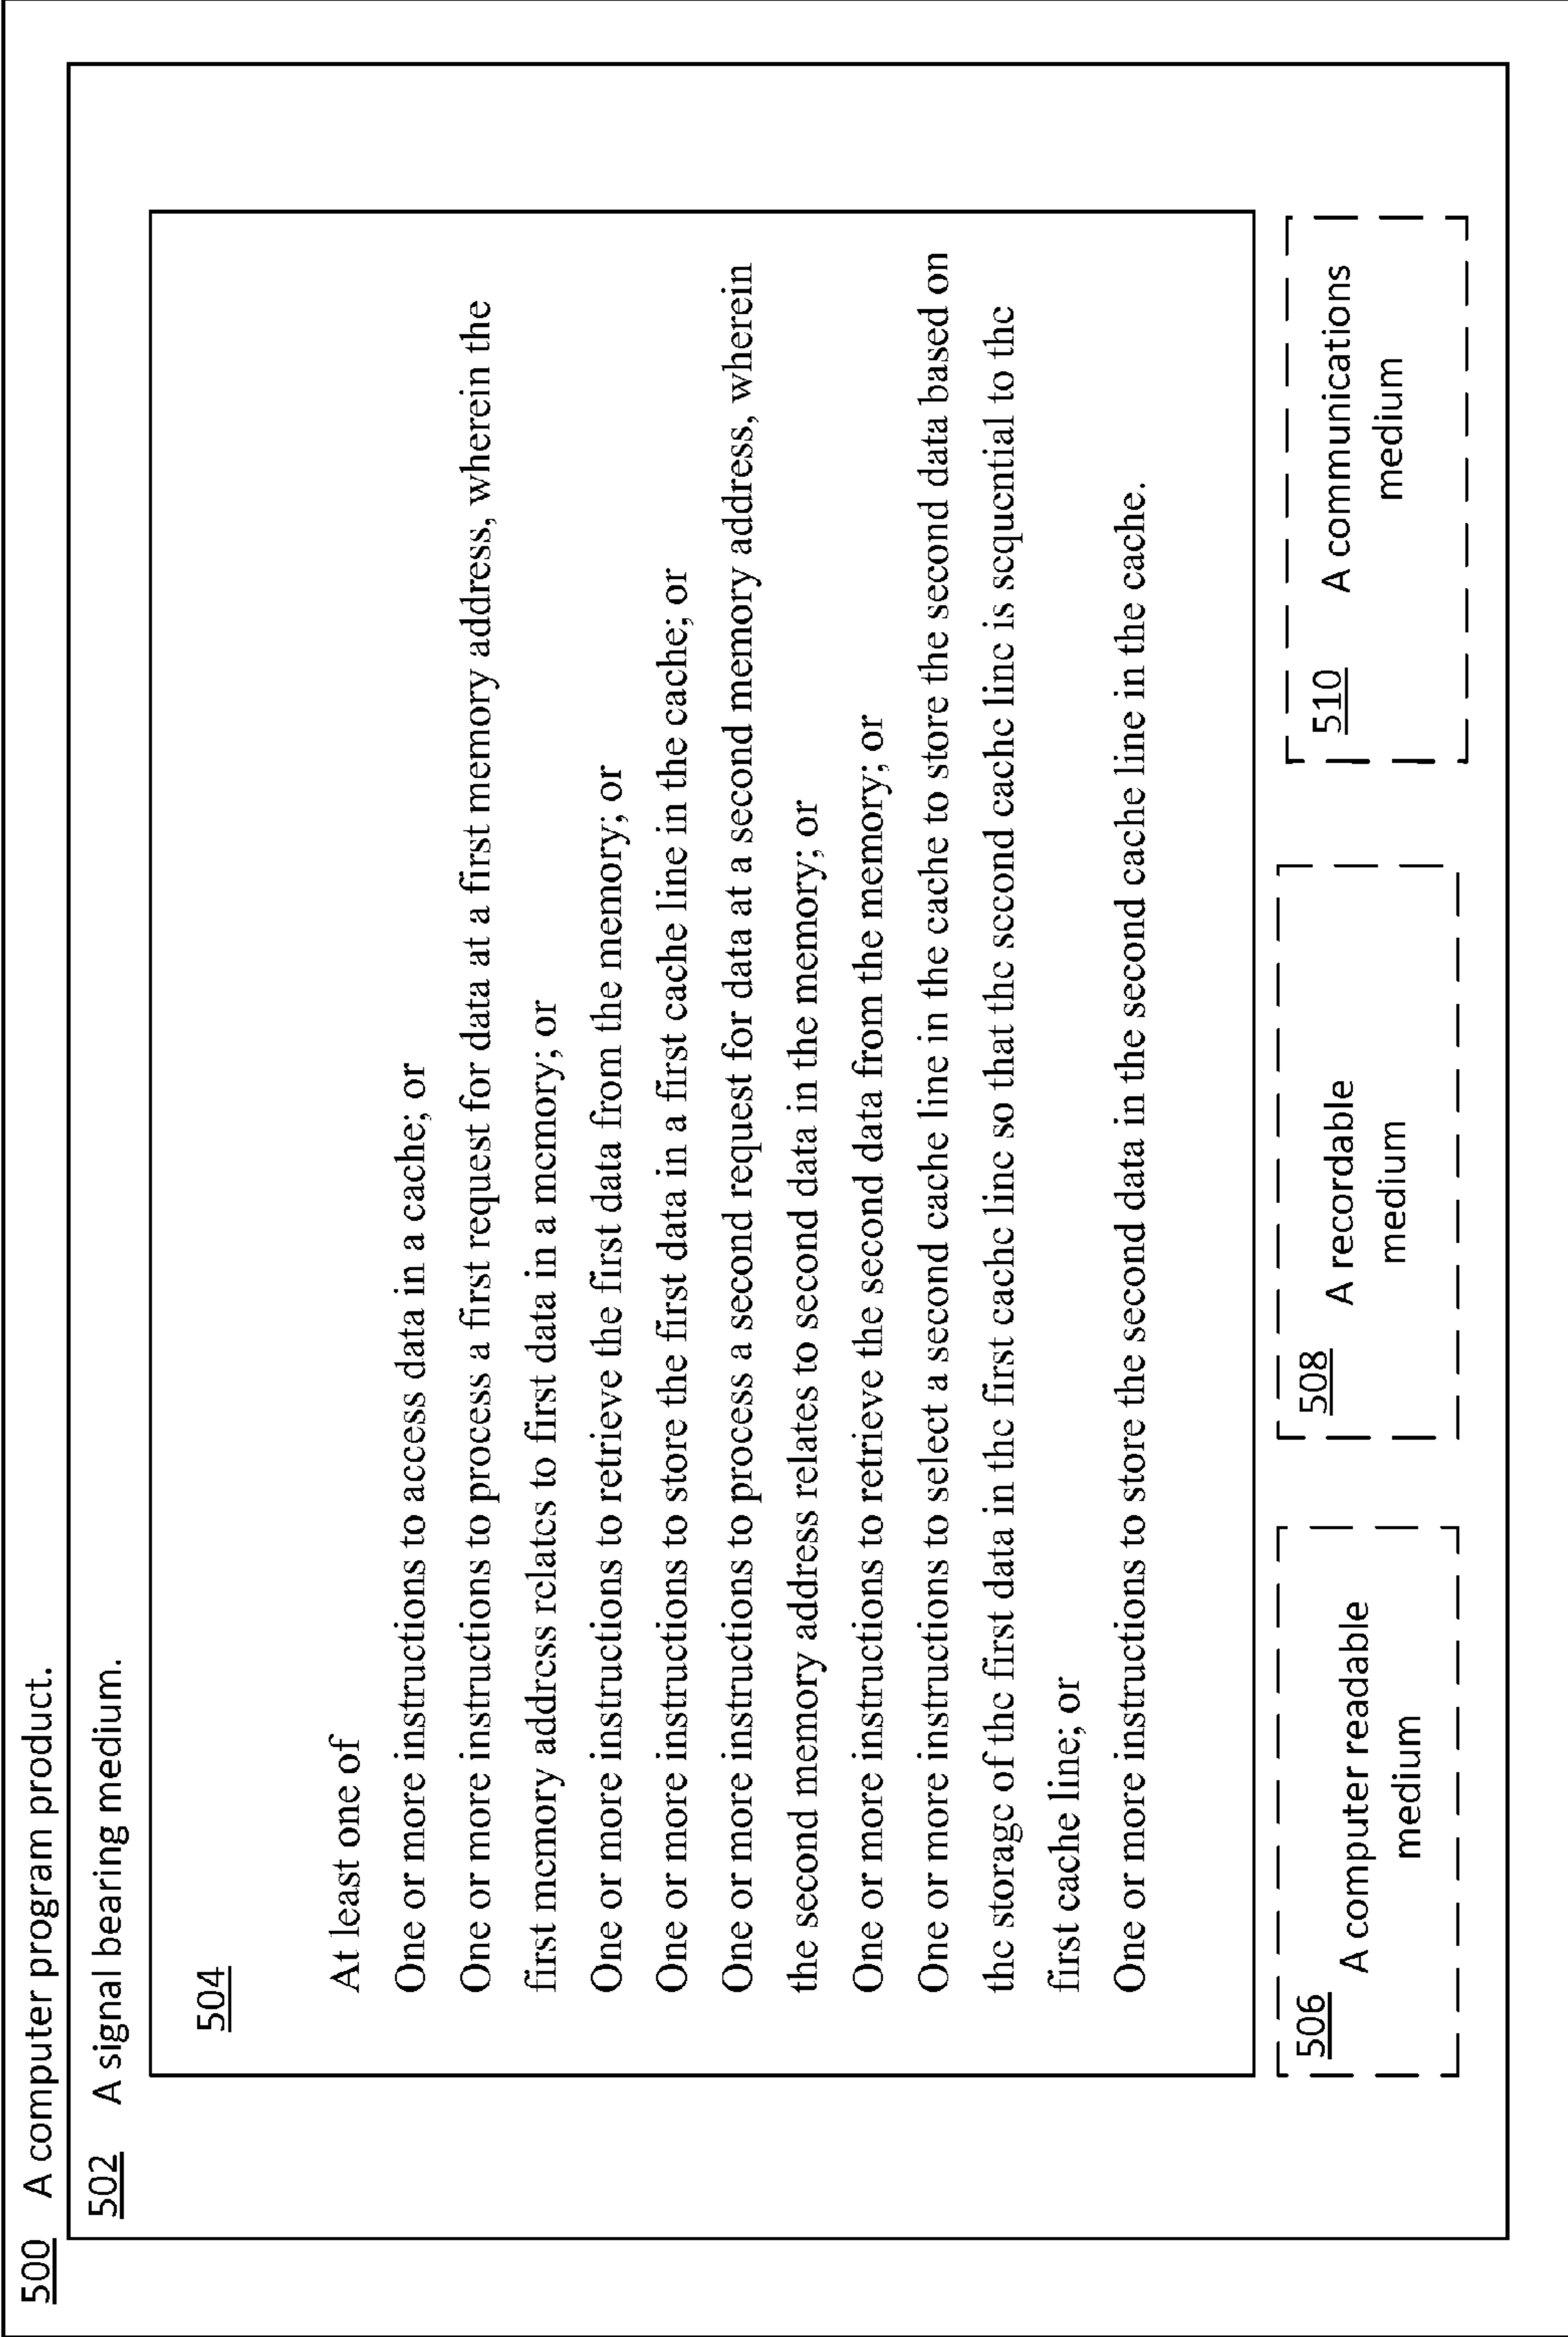 500 A computer program product.
502 A signal bearing medium.
504
At least one of
One or more instructions to access data in a cache; or
One or more instructions to process a first request for data at a first memory address, wherein the
first memory address relates to first data in a memory; or
One or more instructions to retrieve the first data from the memory; or
One or more instructions to store the first data in a first cache line in the cache; or
One or more instructions to process a second request for data at a second memory address, wherein
the second memory address relates to second data in the memory; or
One or more instructions to retrieve the second data from the memory; or
One or more instructions to select a second cache line in the cache to store the second data based on
the storage of the first data in the first cache line so that the second cache line is sequential to the
first cache line; or
One or more instructions to store the second data in the second cache line in the cache.
506 A computer readable
medium
508 A recordable
medium
510 A communications
medium